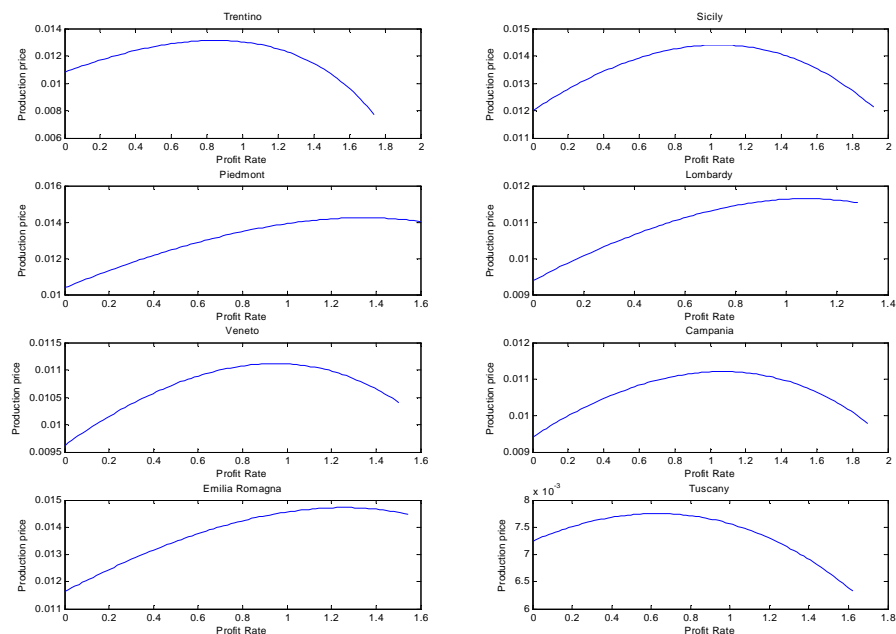 Trentino
Production price
0.014
0.012
0.01
0.008
0.006
0 0.2 0.4 0.6 0.8 1 1.2 1.4 1.6 1.8 2
Profit Rate
Sicily
Production price
0.015
0.014
0.013
0.012
0.011
0 0.2 0.4 0.6 0.8 1 1.2 1.4 1.6 1.8 2
Profit Rate
Piedmont
Production price
0.016
0.014
0.012
0.01
0 0.2 0.4 0.6 0.8 1 1.2 1.4 1.6
Profit Rate
Lombardy
Production price
0.012
0.011
0.01
0.009
0 0.2 0.4 0.6 0.8 1 1.2 1.4
Profit Rate
Veneto
Production price
0.0115
0.011
0.0105
0.01
0.0095
0 0.2 0.4 0.6 0.8 1 1.2 1.4 1.6
Profit Rate
Campania
Production price
0.012
0.011
0.01
0.009
0 0.2 0.4 0.6 0.8 1 1.2 1.4 1.6 1.8 2
Profit Rate
Emilia Romagna
Production price
0.015
0.014
0.013
0.012
0.011
0 0.2 0.4 0.6 0.8 1 1.2 1.4 1.6
Profit Rate
Tuscany
x 10⁻³
Production price
8
7.5
7
6.5
6
0 0.2 0.4 0.6 0.8 1 1.2 1.4 1.6 1.8
Profit Rate